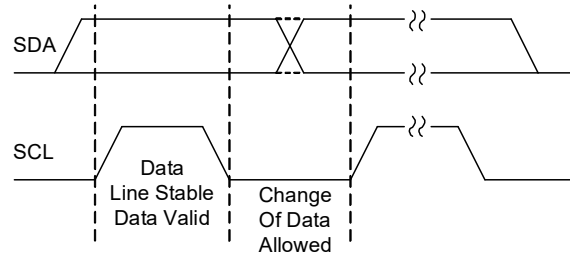 SDA
SCL
Data
Line Stable
Data Valid
Change
Of Data
Allowed